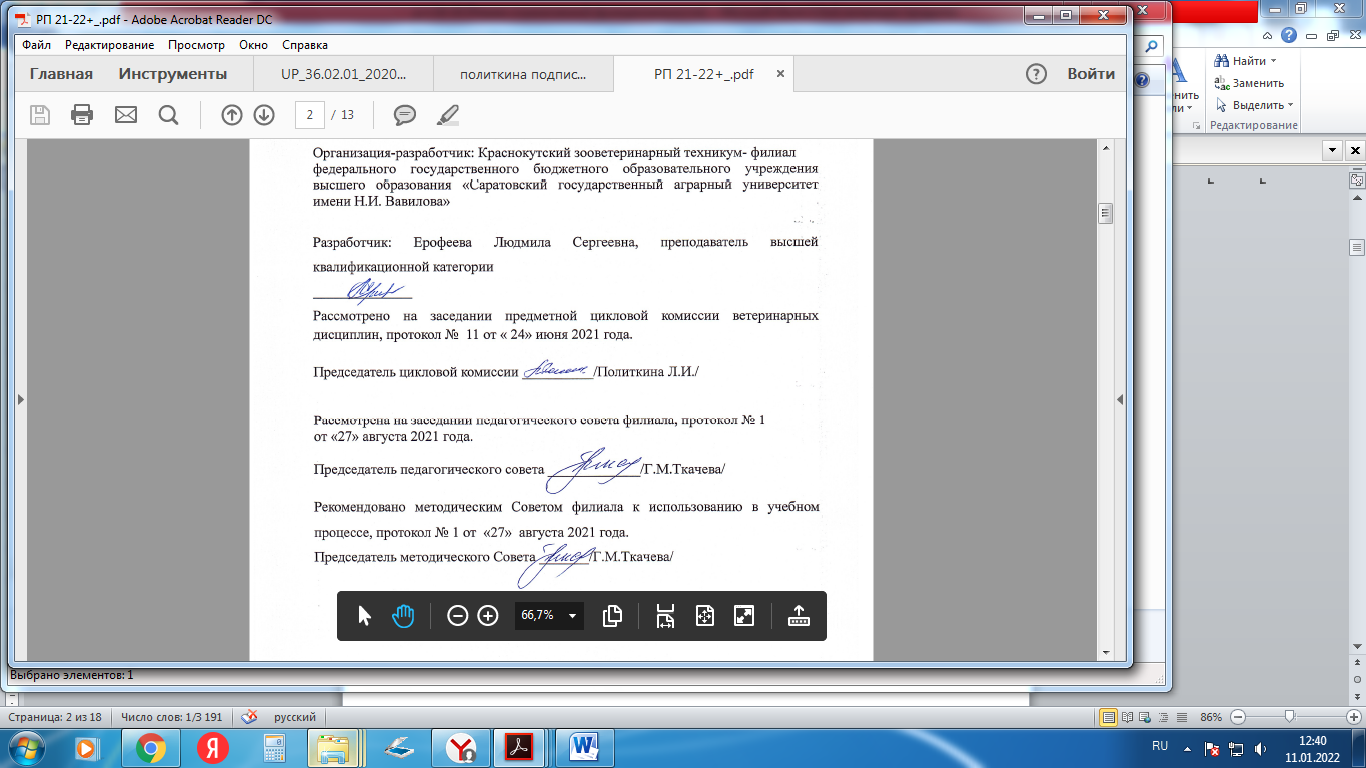 РП 21-22+_.pdf - Adobe Acrobat Reader DC
Файл Редактирование Просмотр Окно Справка
Главная Инструменты UP_36.02.01_2020... политкина подпис... РП 21-22+_.pdf Войти
2 / 13
Найти
Заменить
Выделить
Редактирование
Организация-разработчик: Краснокутский зооветеринарный техникум- филиал
федерального государственного бюджетного образовательного учреждения
высшего образования «Саратовский государственный аграрный университет
имени Н.И. Вавилова»
Разработчик: Ерофеева Людмила Сергеевна, преподаватель высшей
квалификационной категории
Рассмотрено на заседании предметной цикловой комиссии ветеринарных
дисциплин, протокол № 11 от « 24» июня 2021 года.
Председатель цикловой комиссии /Политкина Л.И./
Рассмотрена на заседании педагогического совета филиала, протокол № 1
от «27» августа 2021 года.
Председатель педагогического совета /Г.М.Ткачева/
Рекомендовано методическим Советом филиала к использованию в учебном
процессе, протокол № 1 от «27» августа 2021 года.
Председатель методического Совета /Г.М.Ткачева/
66,7%
Выбрано элементов: 1
Страница: 2 из 18 Число слов: 1/3 191 русский 86%
RU 12:40
11.01.2022